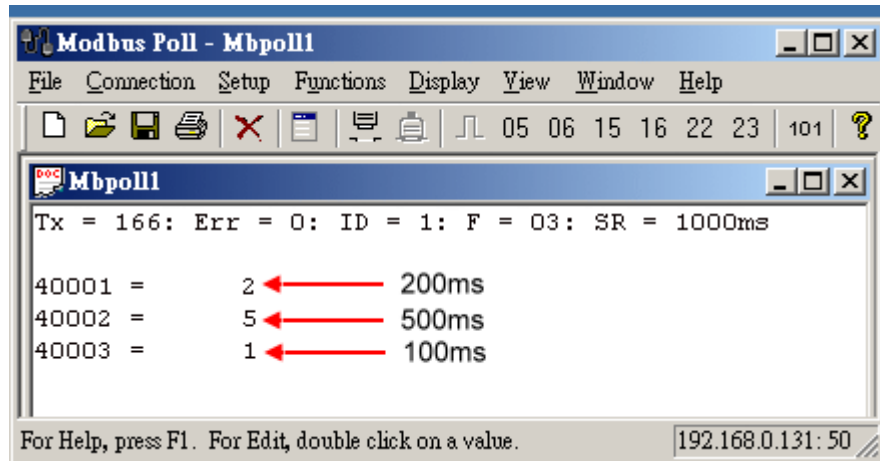 Modbus Poll - Mbpoll1
File Connection Setup Functions Display View Window Help
05 06 15 16 22 23 101
DOC Mbpoll1
Tx = 166: Err = 0: ID = 1: F = 03: SR = 1000ms
40001 = 2 200ms
40002 = 5 500ms
40003 = 1 100ms
For Help, press F1. For Edit, double click on a value. 192.168.0.131: 50